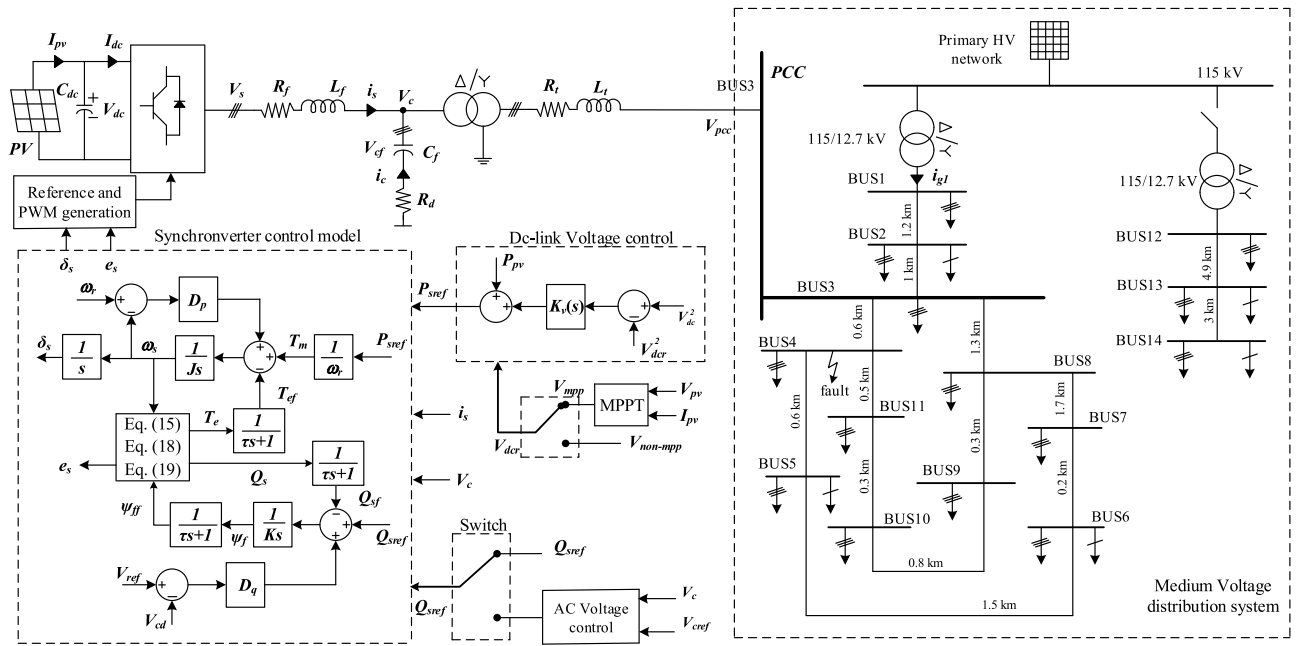 I_pv
I_dc
C_dc
+
−
V_dc
PV
V_s
R_f
L_f
i_s
V_c
Δ/Y
R_t
L_t
BUS3
V_pcc
V_cf
C_f
i_c
R_d
Reference and
PWM generation
δ_s
e_s
Synchronverter control model
ω_r
+
−
D_p
δ_s
1/s
ω_s
1/Js
+
+
−
T_m
1/ω_r
P_sref
T_ef
Eq. (15)
Eq. (18)
Eq. (19)
T_e
1/τs+1
e_s
Q_s
1/τs+1
Q_sf
ψ_ff
1/τs+1
ψ_f
1/Ks
−
+
+
Q_sref
V_ref
+
−
V_cd
D_q
Dc-link Voltage control
P_pv
P_sref
+
+
K_v(s)
−
V_dc^2
V_dcr^2
V_mpp
MPPT
V_pv
I_pv
V_dcr
V_non-mpp
i_s
V_c
Switch
Q_sref
Q_sref
AC Voltage
control
V_c
V_cref
PCC
Primary HV
network
115 kV
115/12.7 kV
Δ/Y
i_g1
115/12.7 kV
Δ/Y
BUS1
1.2 km
BUS2
1 km
BUS3
BUS12
4.9 km
BUS13
3 km
BUS14
0.6 km
1.3 km
BUS4
fault
0.5 km
BUS8
1.7 km
BUS11
0.6 km
0.3 km
BUS7
BUS5
0.3 km
BUS9
0.2 km
BUS10
BUS6
0.8 km
1.5 km
Medium Voltage
distribution system